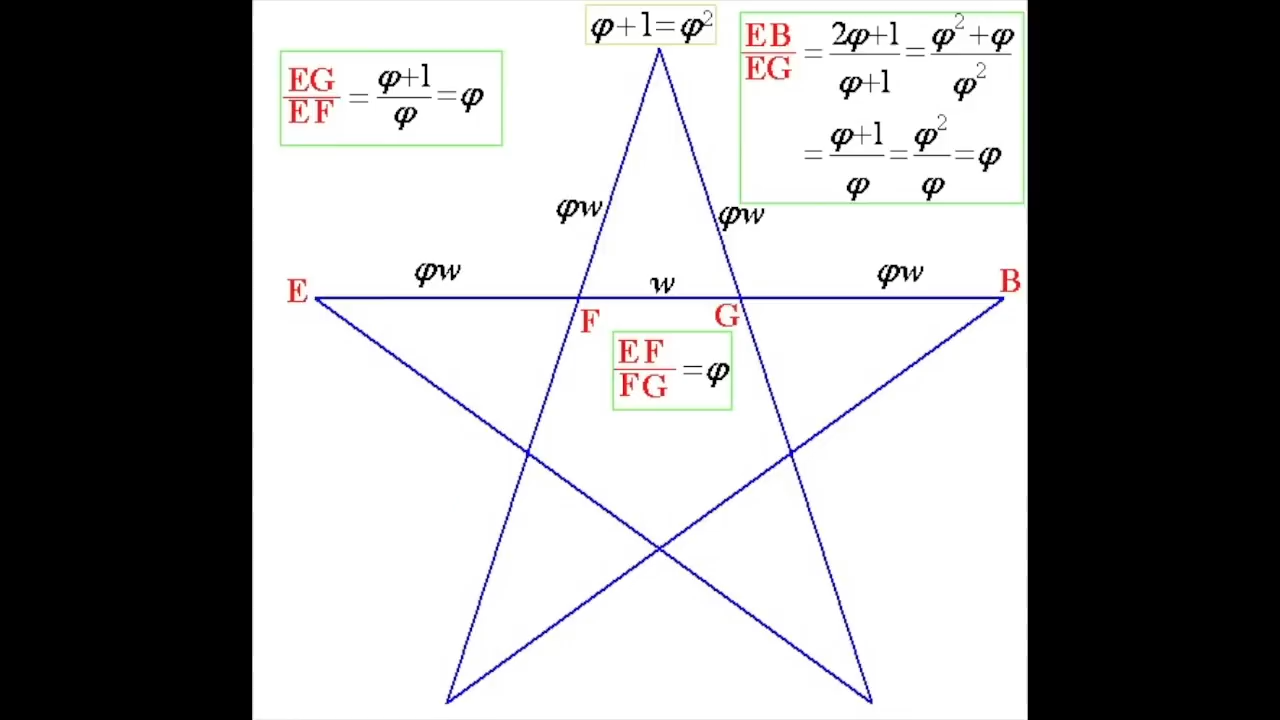 φ+1=φ²
EG/EF = (φ+1)/φ = φ
EB/EG = (2φ+1)/(φ+1) = (φ²+φ)/φ²
= (φ+1)/φ = φ²/φ = φ
φw φw
φw w φw
E B
F G
EF/FG = φ